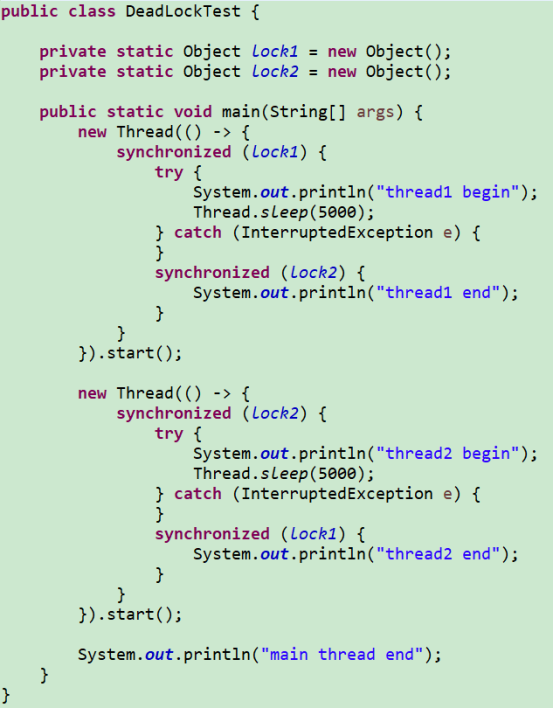 public class DeadLockTest {
private static Object lock1 = new Object();
private static Object lock2 = new Object();
public static void main(String[] args) {
new Thread(() -> {
synchronized (lock1) {
try {
System.out.println("thread1 begin");
Thread.sleep(5000);
} catch (InterruptedException e) {
}
synchronized (lock2) {
System.out.println("thread1 end");
}
}
}).start();
new Thread(() -> {
synchronized (lock2) {
try {
System.out.println("thread2 begin");
Thread.sleep(5000);
} catch (InterruptedException e) {
}
synchronized (lock1) {
System.out.println("thread2 end");
}
}
}).start();
System.out.println("main thread end");
}
}